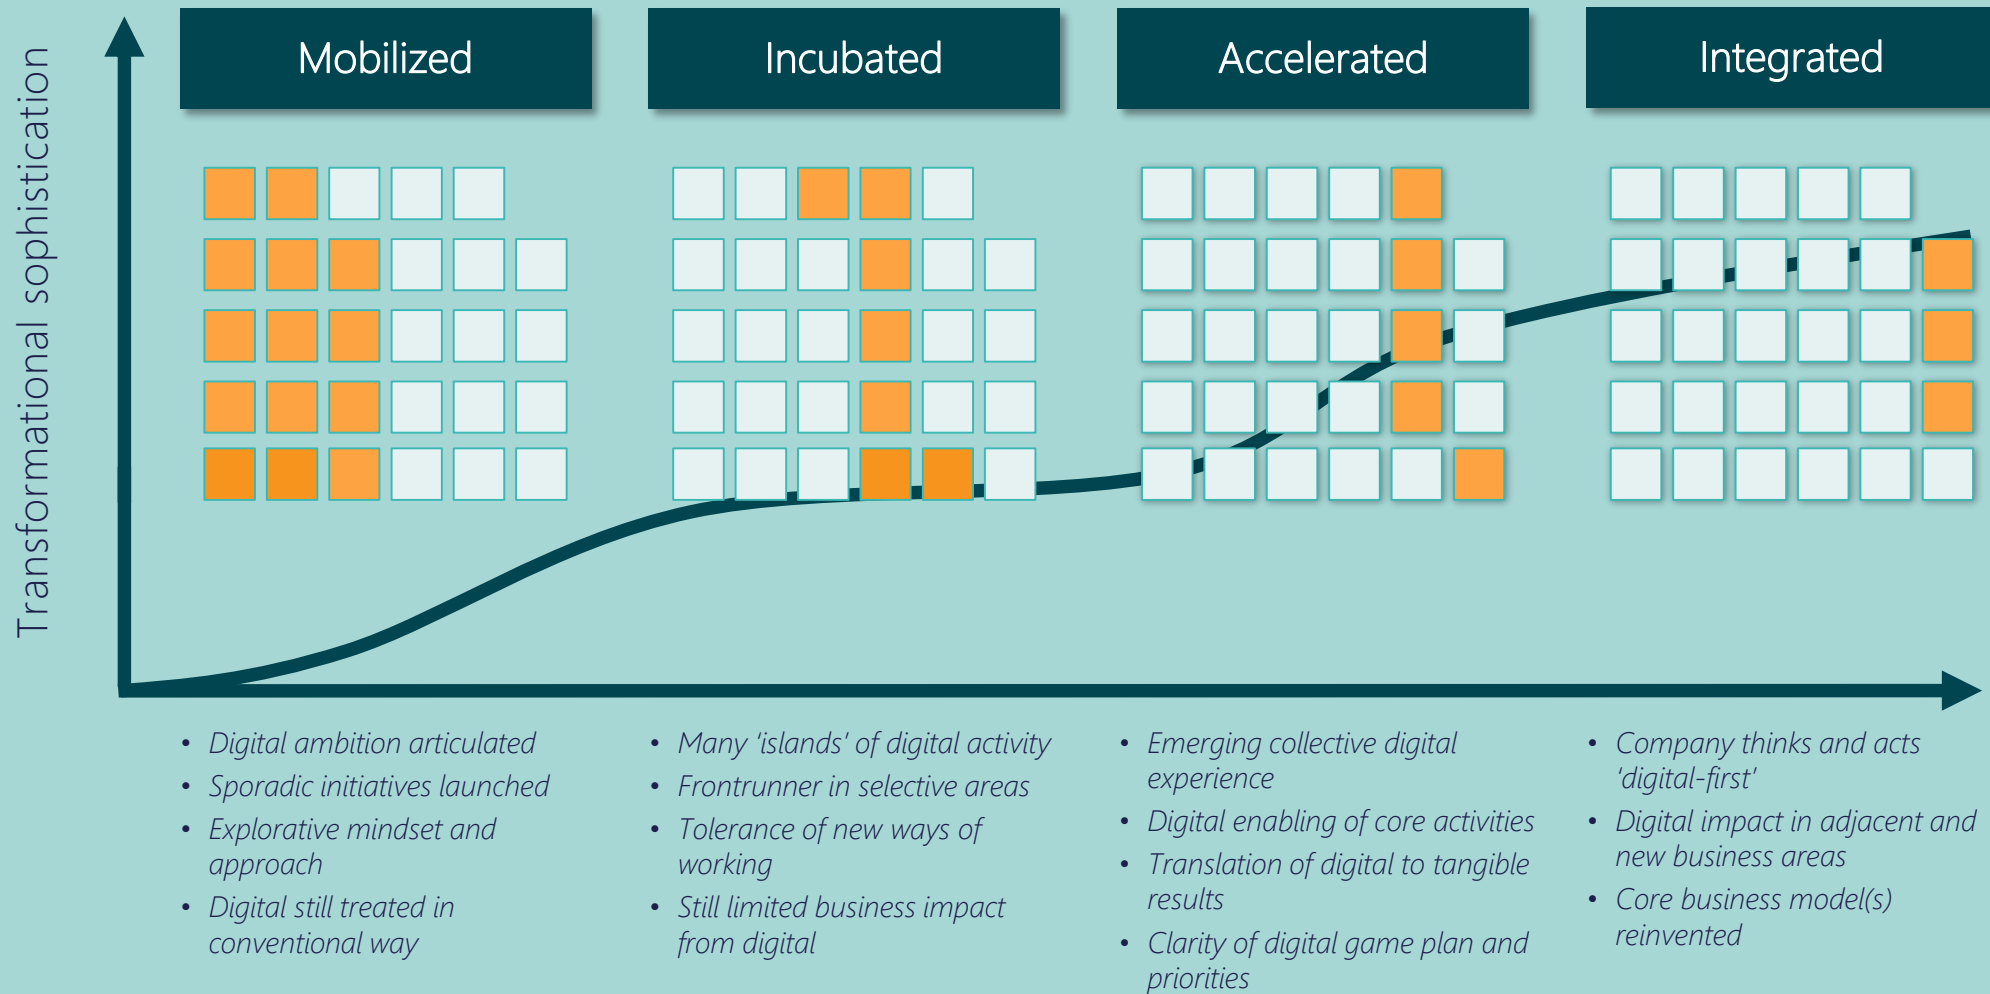 Transformational sophistication
Mobilized
Incubated
Accelerated
Integrated
• Digital ambition articulated
• Sporadic initiatives launched
• Explorative mindset and
approach
• Digital still treated in
conventional way
• Many ‘islands’ of digital activity
• Frontrunner in selective areas
• Tolerance of new ways of
working
• Still limited business impact
from digital
• Emerging collective digital
experience
• Digital enabling of core activities
• Translation of digital to tangible
results
• Clarity of digital game plan and
priorities
• Company thinks and acts
‘digital-first’
• Digital impact in adjacent and
new business areas
• Core business model(s)
reinvented